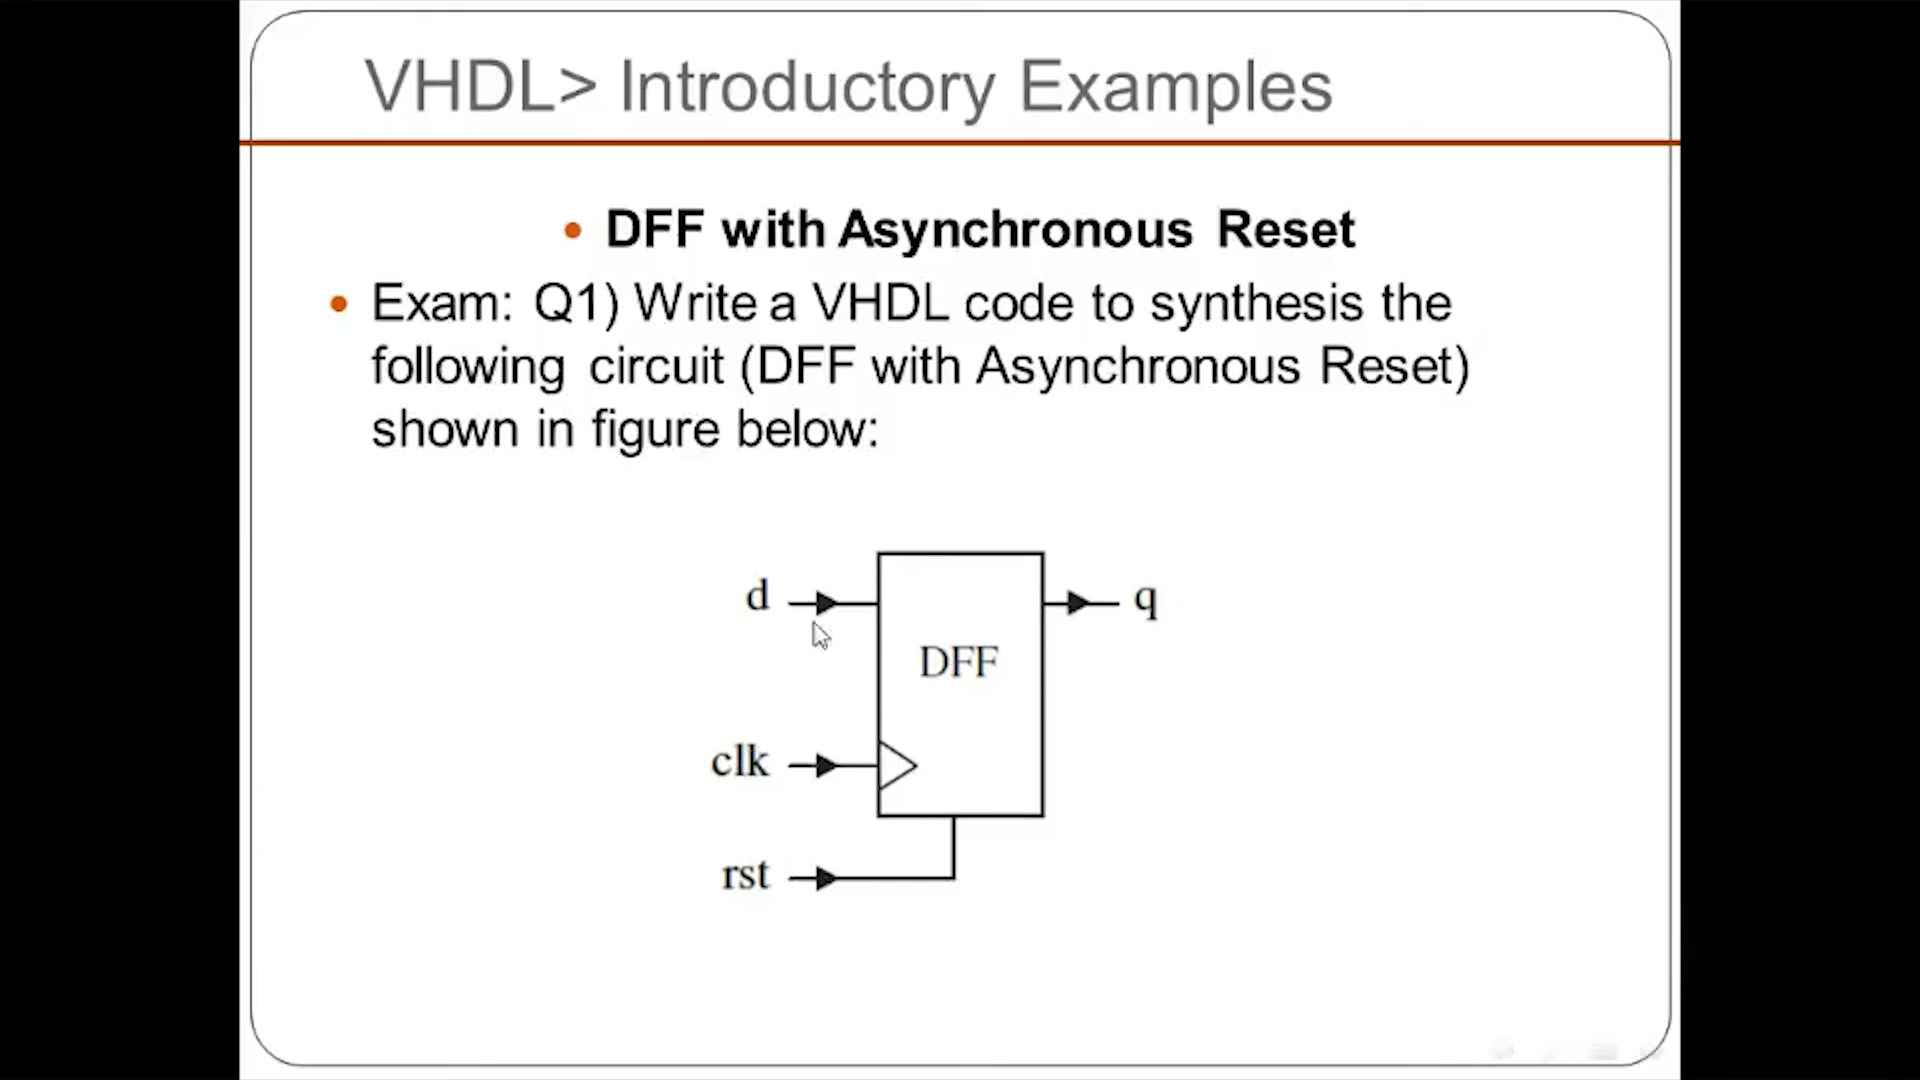 VHDL> Introductory Examples
• DFF with Asynchronous Reset
• Exam: Q1) Write a VHDL code to synthesis the
following circuit (DFF with Asynchronous Reset)
shown in figure below:
d
q
DFF
clk
rst